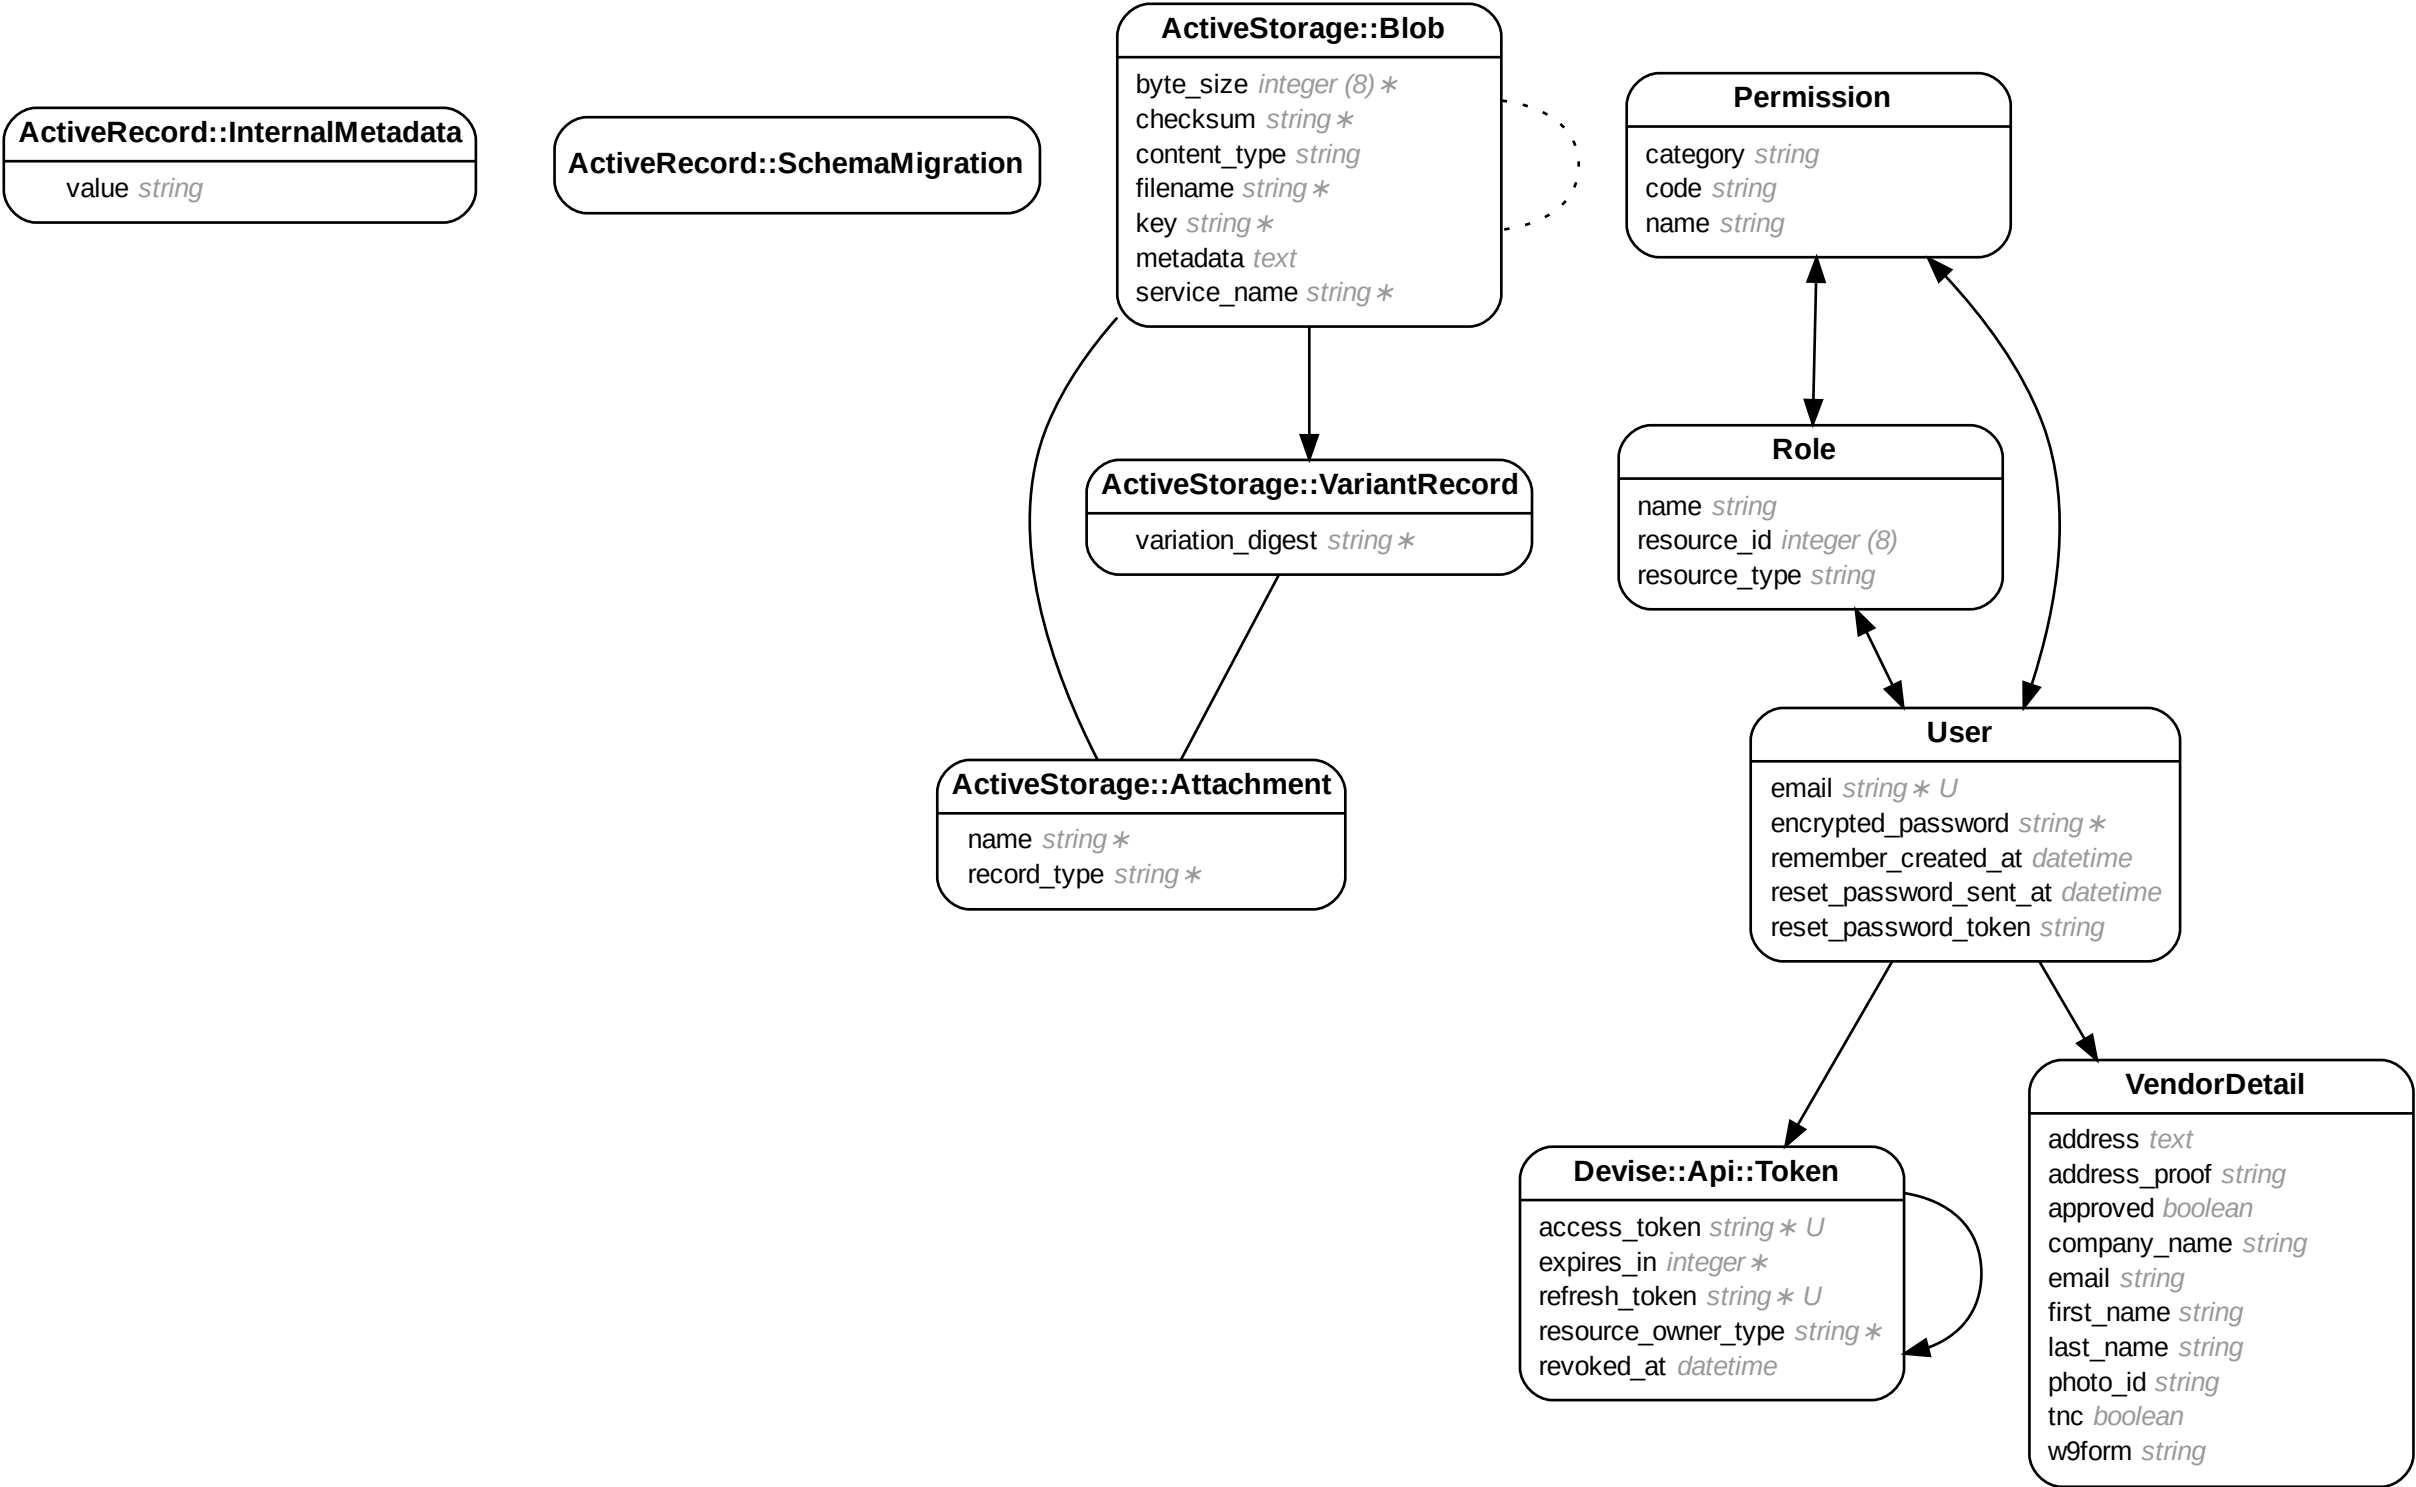 ActiveRecord::InternalMetadata
value string
ActiveRecord::SchemaMigration
ActiveStorage::Blob
byte_size integer (8) ∗
checksum string ∗
content_type string
filename string ∗
key string ∗
metadata text
service_name string ∗
Permission
category string
code string
name string
ActiveStorage::VariantRecord
variation_digest string ∗
Role
name string
resource_id integer (8)
resource_type string
ActiveStorage::Attachment
name string ∗
record_type string ∗
User
email string ∗ U
encrypted_password string ∗
remember_created_at datetime
reset_password_sent_at datetime
reset_password_token string
Devise::Api::Token
access_token string ∗ U
expires_in integer ∗
refresh_token string ∗ U
resource_owner_type string ∗
revoked_at datetime
VendorDetail
address text
address_proof string
approved boolean
company_name string
email string
first_name string
last_name string
photo_id string
tnc boolean
w9form string